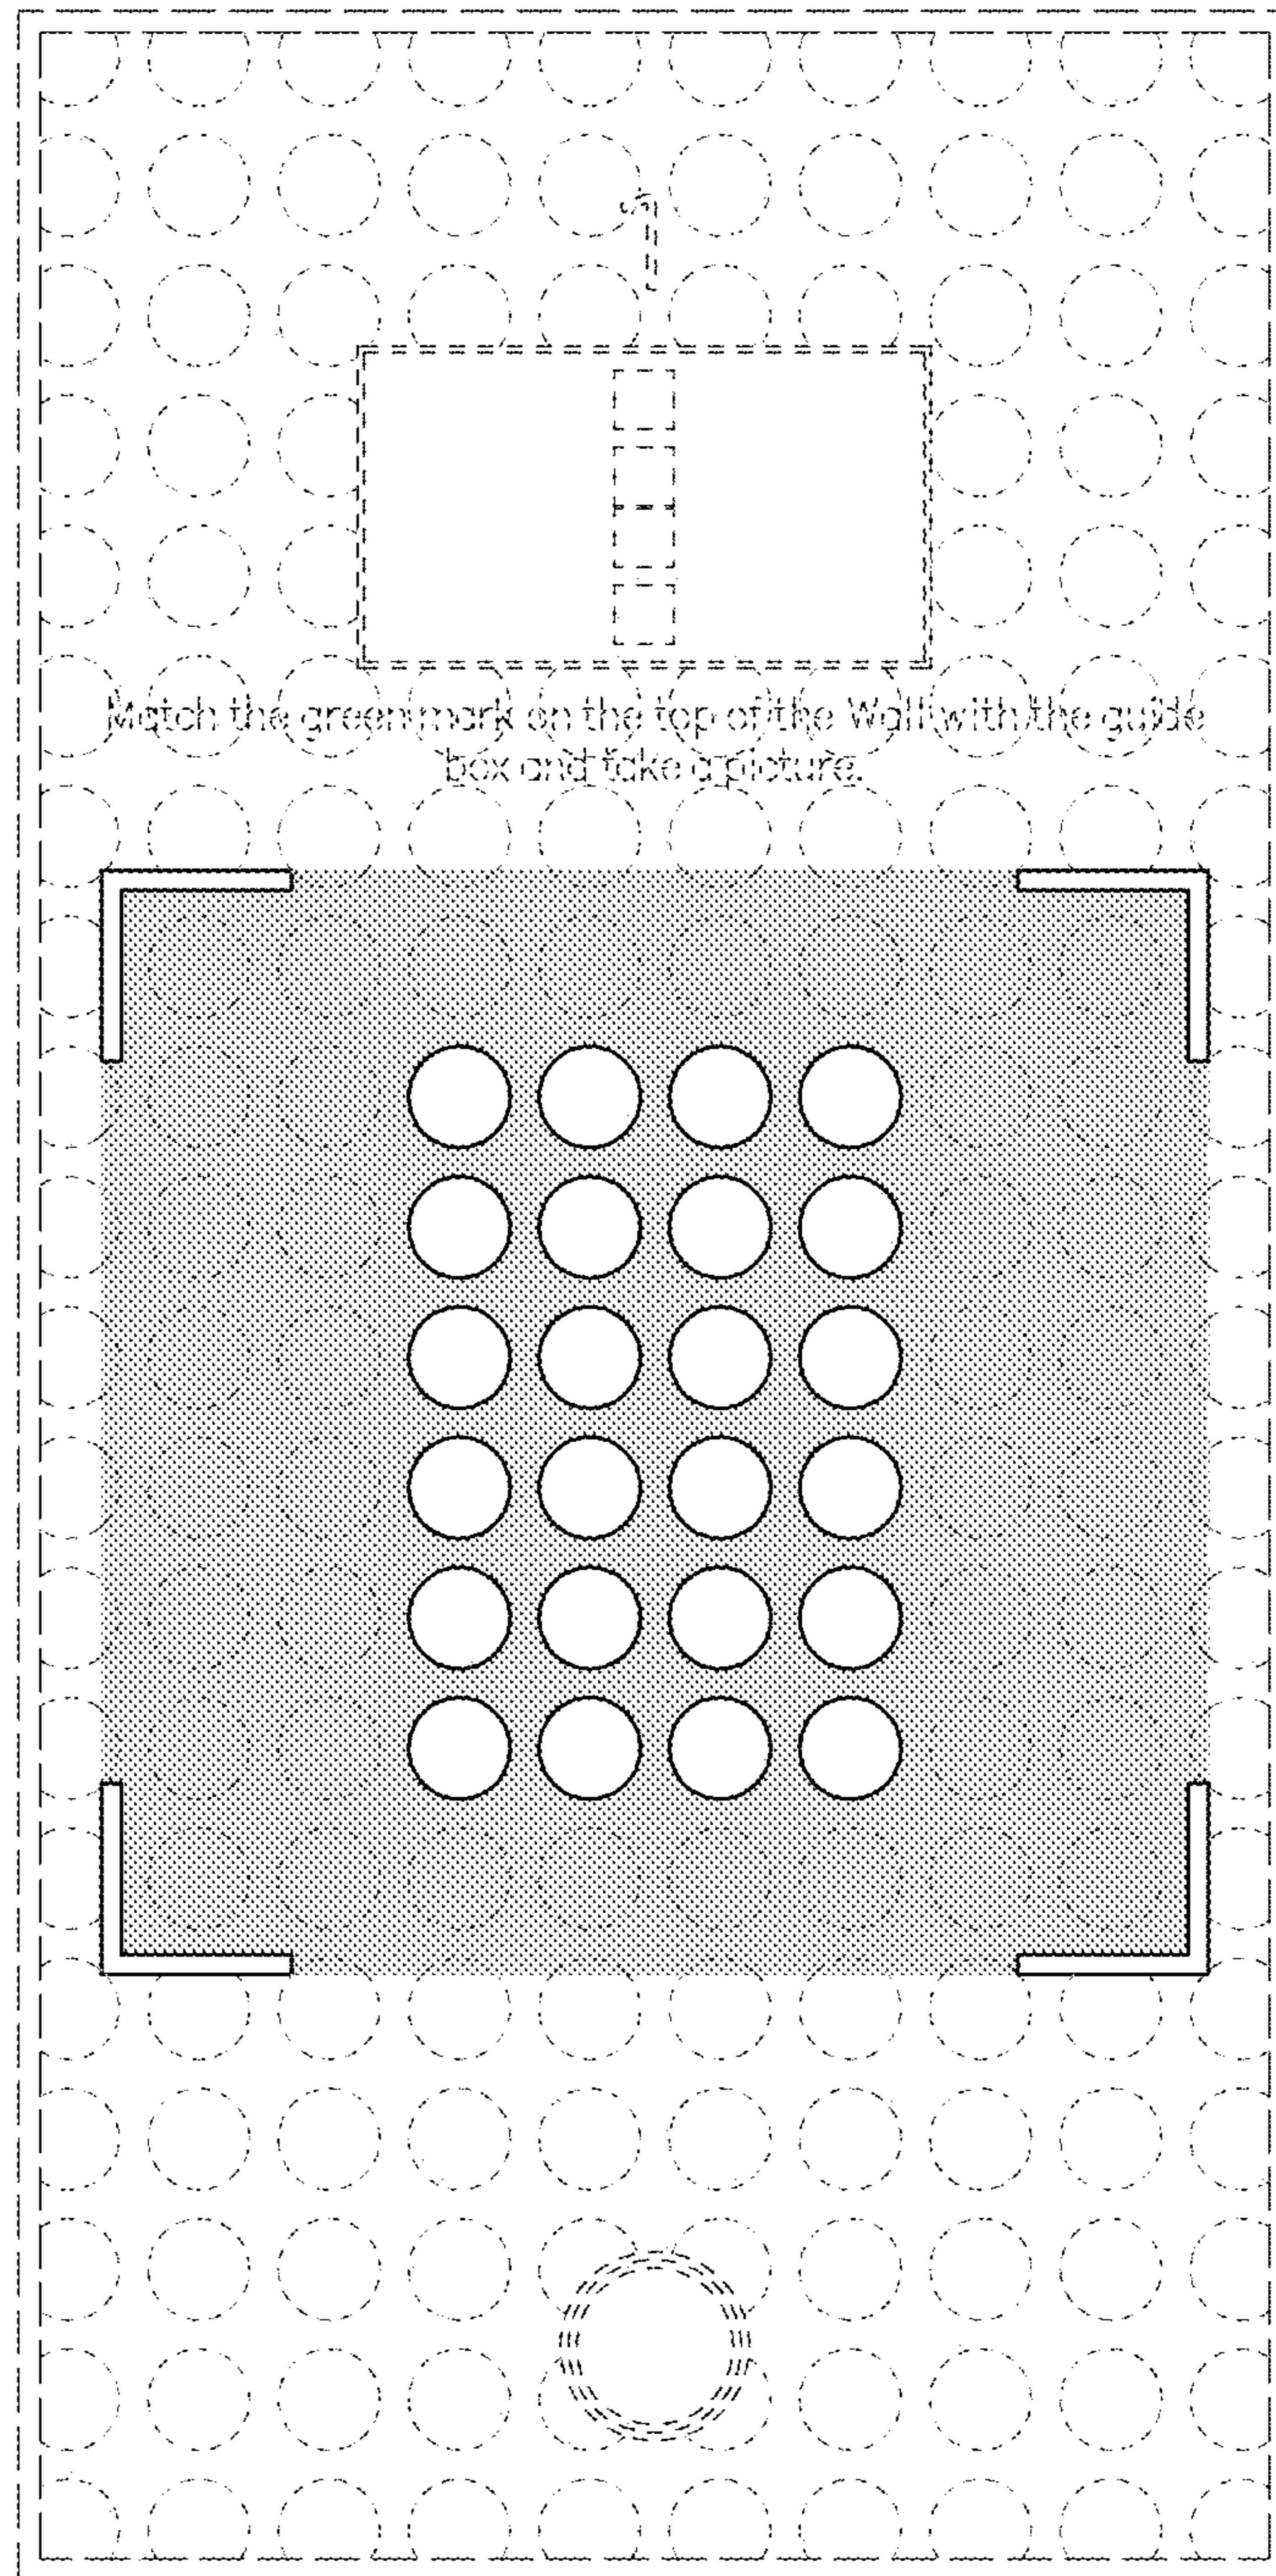 Match the green mark on the top of the Wall with the guide
box and take a picture.